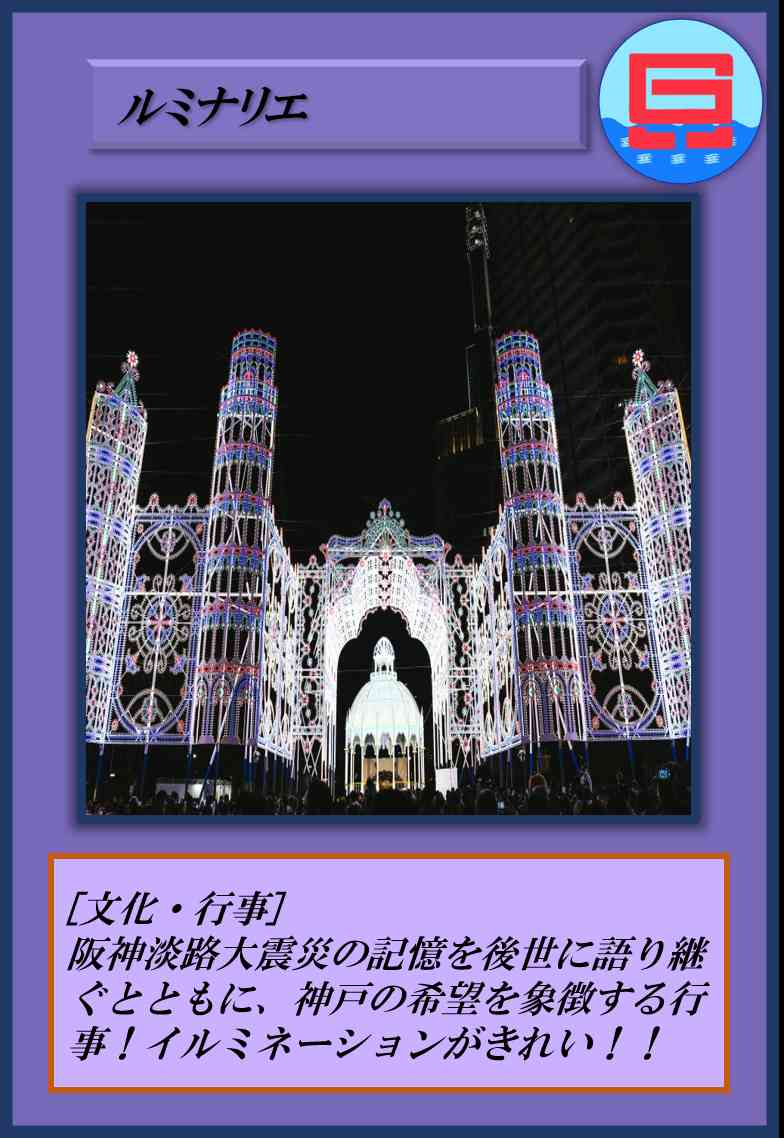 ルミナリエ
[文化・行事]
阪神淡路大震災の記憶を後世に語り継
ぐとともに、神戸の希望を象徴する行
事！イルミネーションがきれい！！